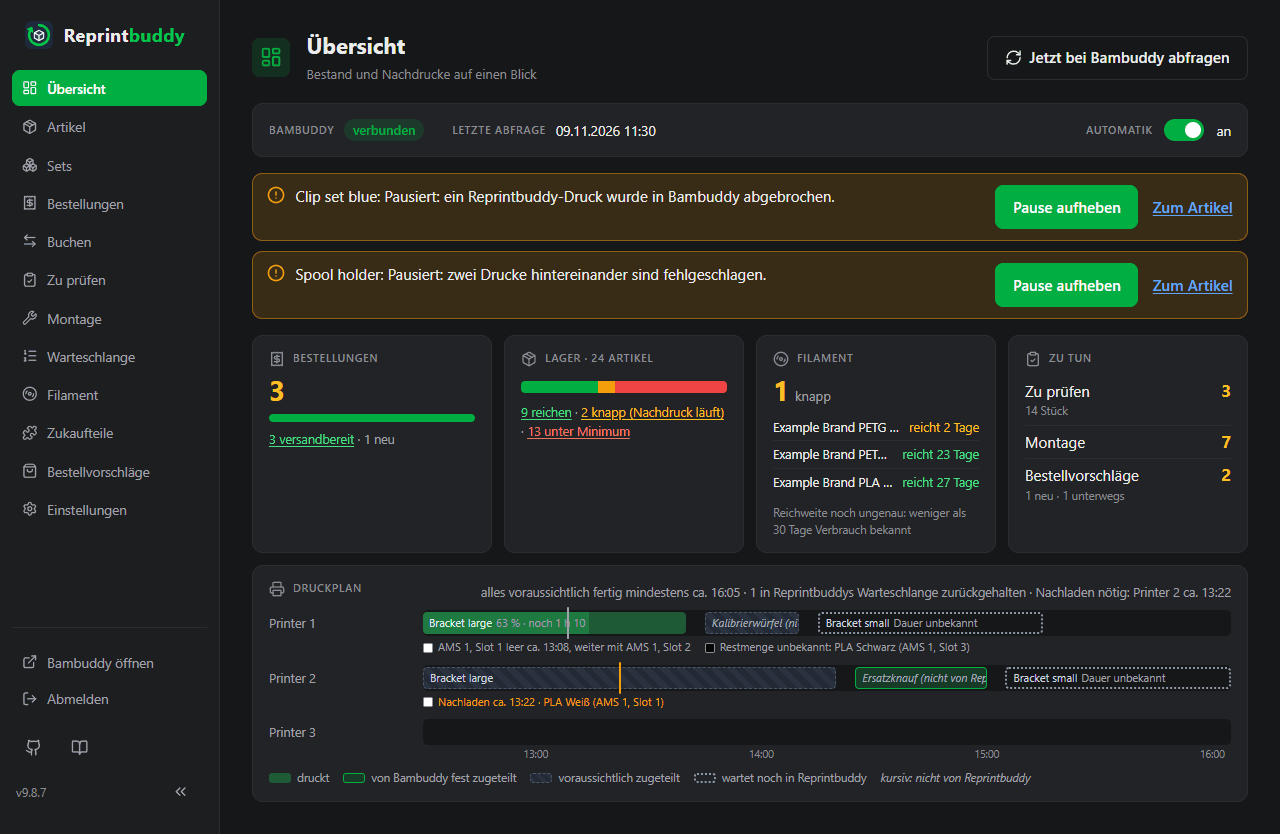 Reprintbuddy
Übersicht
Artikel
Sets
Bestellungen
Buchen
Zu prüfen
Montage
Warteschlange
Filament
Zukaufteile
Bestellvorschläge
Einstellungen
Bambuddy öffnen
Abmelden
v9.8.7
Übersicht
Bestand und Nachdrucke auf einen Blick
Jetzt bei Bambuddy abfragen
BAMBUDDY verbunden LETZTE ABFRAGE 09.11.2026 11:30 AUTOMATIK an
Clip set blue: Pausiert: ein Reprintbuddy-Druck wurde in Bambuddy abgebrochen. Pause aufheben Zum Artikel
Spool holder: Pausiert: zwei Drucke hintereinander sind fehlgeschlagen. Pause aufheben Zum Artikel
BESTELLUNGEN
3
3 versandbereit · 1 neu
LAGER · 24 ARTIKEL
9 reichen · 2 knapp (Nachdruck läuft)
· 13 unter Minimum
FILAMENT
1 knapp
Example Brand PETG ... reicht 2 Tage
Example Brand PET... reicht 23 Tage
Example Brand PLA ... reicht 27 Tage
Reichweite noch ungenau: weniger als
30 Tage Verbrauch bekannt
ZU TUN
Zu prüfen 3
14 Stück
Montage 7
Bestellvorschläge 2
1 neu · 1 unterwegs
DRUCKPLAN
alles voraussichtlich fertig mindestens ca. 16:05 · 1 in Reprintbuddys Warteschlange zurückgehalten · Nachladen nötig: Printer 2 ca. 13:22
Printer 1 Bracket large 63 % · noch 1 h 10 Kalibrierwürfel (ni Bracket small Dauer unbekannt
AMS 1, Slot 1 leer ca. 13:08, weiter mit AMS 1, Slot 2 Restmenge unbekannt: PLA Schwarz (AMS 1, Slot 3)
Printer 2 Bracket large Ersatzknauf (nicht von Rep Bracket small Dauer unbekannt
Nachladen ca. 13:22 · PLA Weiß (AMS 1, Slot 1)
Printer 3
13:00 14:00 15:00 16:00
druckt von Bambuddy fest zugeteilt voraussichtlich zugeteilt wartet noch in Reprintbuddy kursiv: nicht von Reprintbuddy